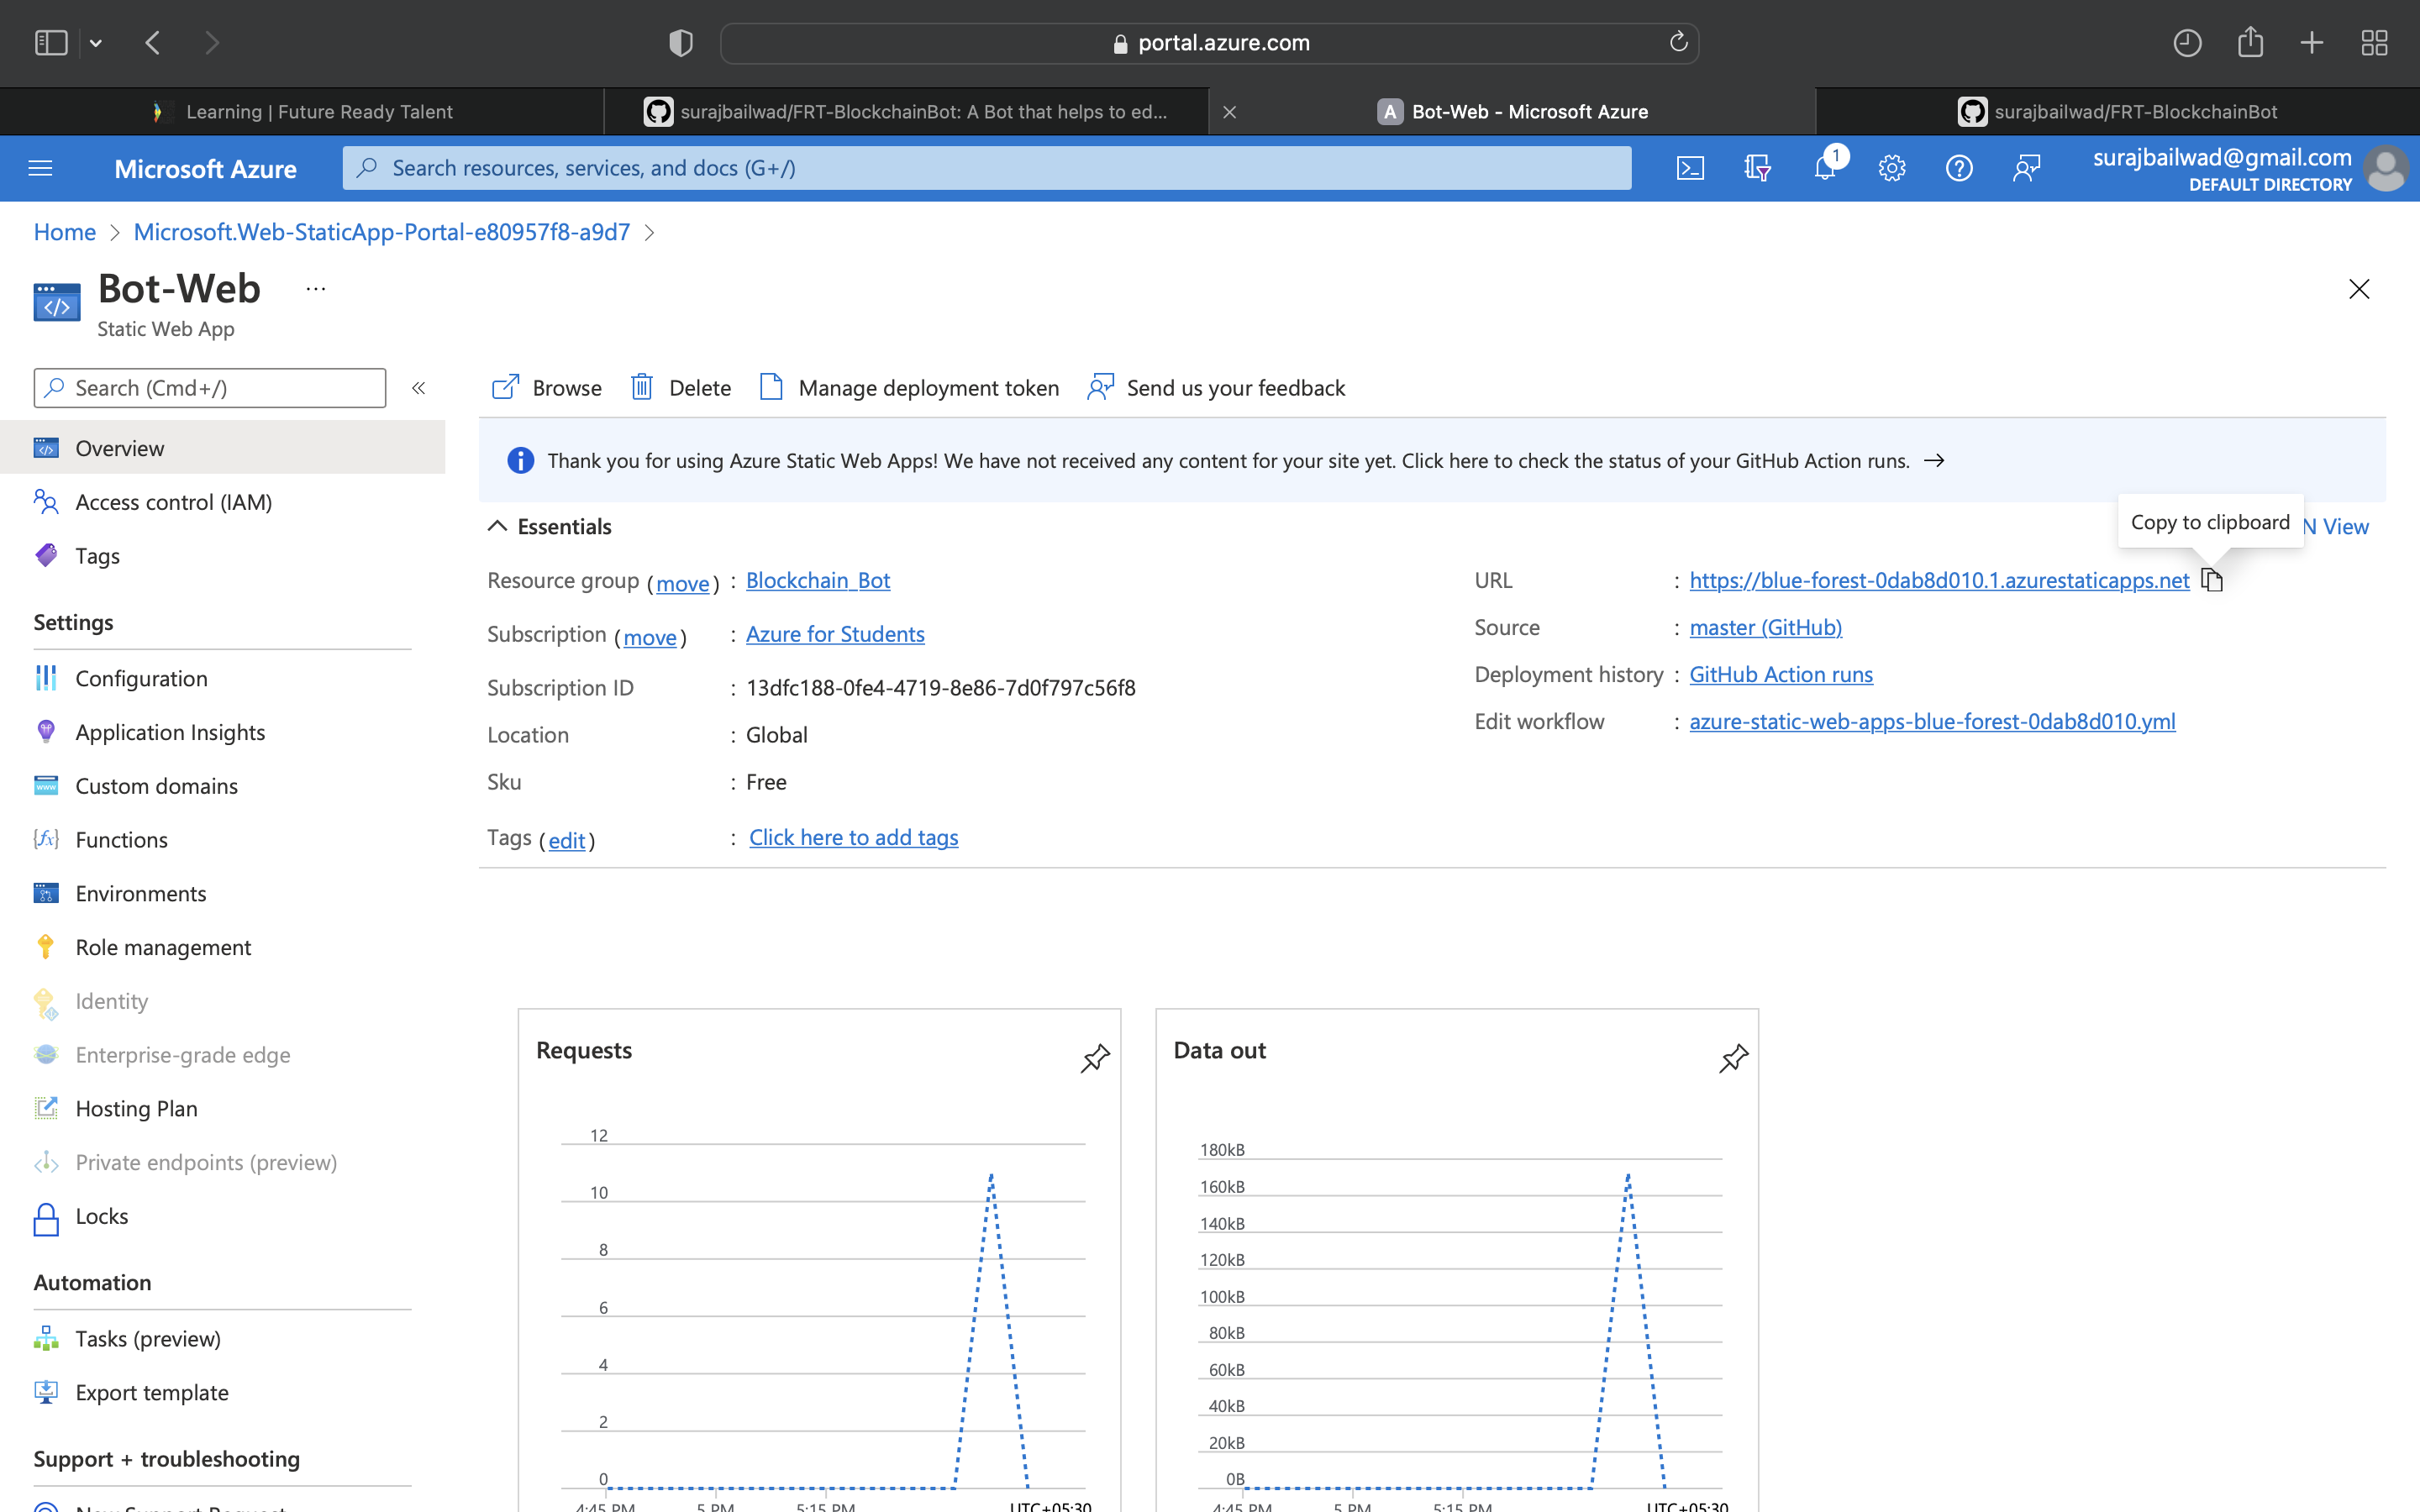 portal.azure.com
Learning | Future Ready Talent
surajbailwad/FRT-BlockchainBot: A Bot that helps to ed...
A Bot-Web - Microsoft Azure
surajbailwad/FRT-BlockchainBot
Microsoft Azure
Search resources, services, and docs (G+/)
1
surajbailwad@gmail.com
DEFAULT DIRECTORY
Home > Microsoft.Web-StaticApp-Portal-e80957f8-a9d7 >
Bot-Web ...
Static Web App
Search (Cmd+/)
«
Browse
Delete
Manage deployment token
Send us your feedback
Overview
Access control (IAM)
Tags
Settings
Configuration
Application Insights
Custom domains
Functions
Environments
Role management
Identity
Enterprise-grade edge
Hosting Plan
Private endpoints (preview)
Locks
Automation
Tasks (preview)
Export template
Support + troubleshooting
Thank you for using Azure Static Web Apps! We have not received any content for your site yet. Click here to check the status of your GitHub Action runs. →
Essentials
Copy to clipboard
N View
Resource group (move) : Blockchain_Bot
Subscription (move) : Azure for Students
Subscription ID : 13dfc188-0fe4-4719-8e86-7d0f797c56f8
Location : Global
Sku : Free
Tags (edit) : Click here to add tags
URL : https://blue-forest-0dab8d010.1.azurestaticapps.net
Source : master (GitHub)
Deployment history : GitHub Action runs
Edit workflow : azure-static-web-apps-blue-forest-0dab8d010.yml
Requests
12
10
8
6
4
2
0
4:45 PM 5 PM 5:15 PM UTC+05:30
Data out
180kB
160kB
140kB
120kB
100kB
80kB
60kB
40kB
20kB
0B
4:45 PM 5 PM 5:15 PM UTC+05:30